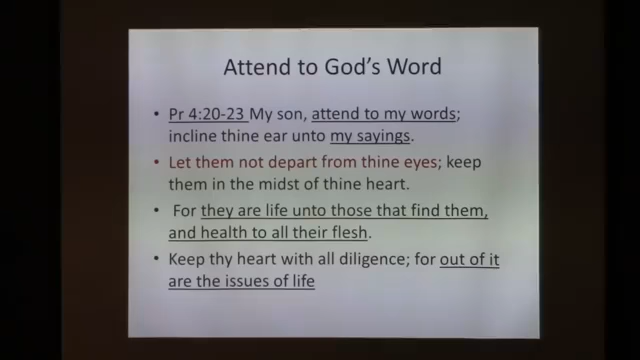 Attend to God's Word
• Pr 4:20-23 My son, attend to my words;
incline thine ear unto my sayings.
• Let them not depart from thine eyes; keep
them in the midst of thine heart.
• For they are life unto those that find them,
and health to all their flesh.
• Keep thy heart with all diligence; for out of it
are the issues of life